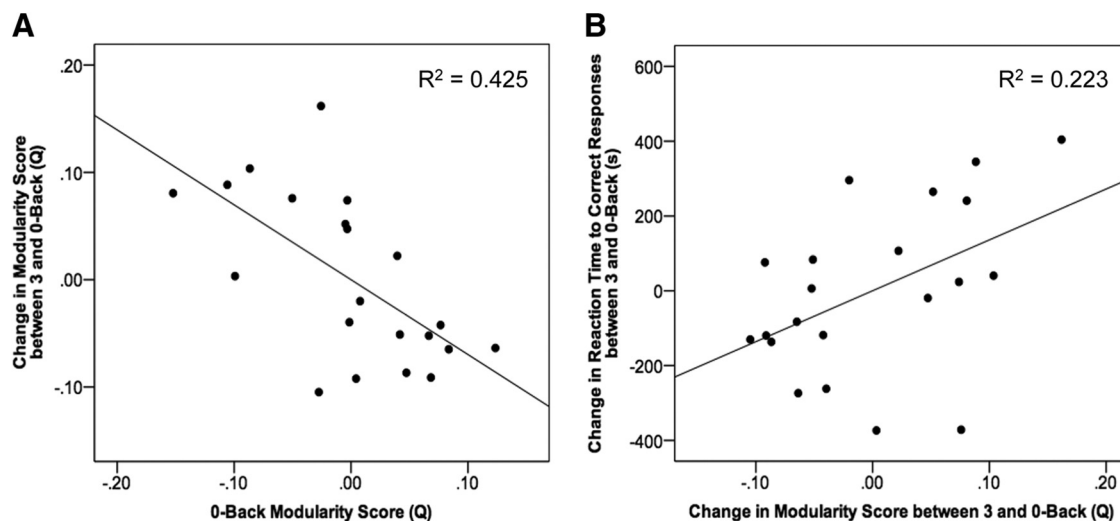 A
R² = 0.425
Change in Modularity Score
between 3 and 0-Back (Q)
.20
.10
.00
-.10
-.20 -.10 .00 .10
0-Back Modularity Score (Q)
B
R² = 0.223
Change in Reaction Time to Correct Responses
between 3 and 0-Back (s)
600
400
200
0
-200
-400
-.10 .00 .10 .20
Change in Modularity Score between 3 and 0-Back (Q)